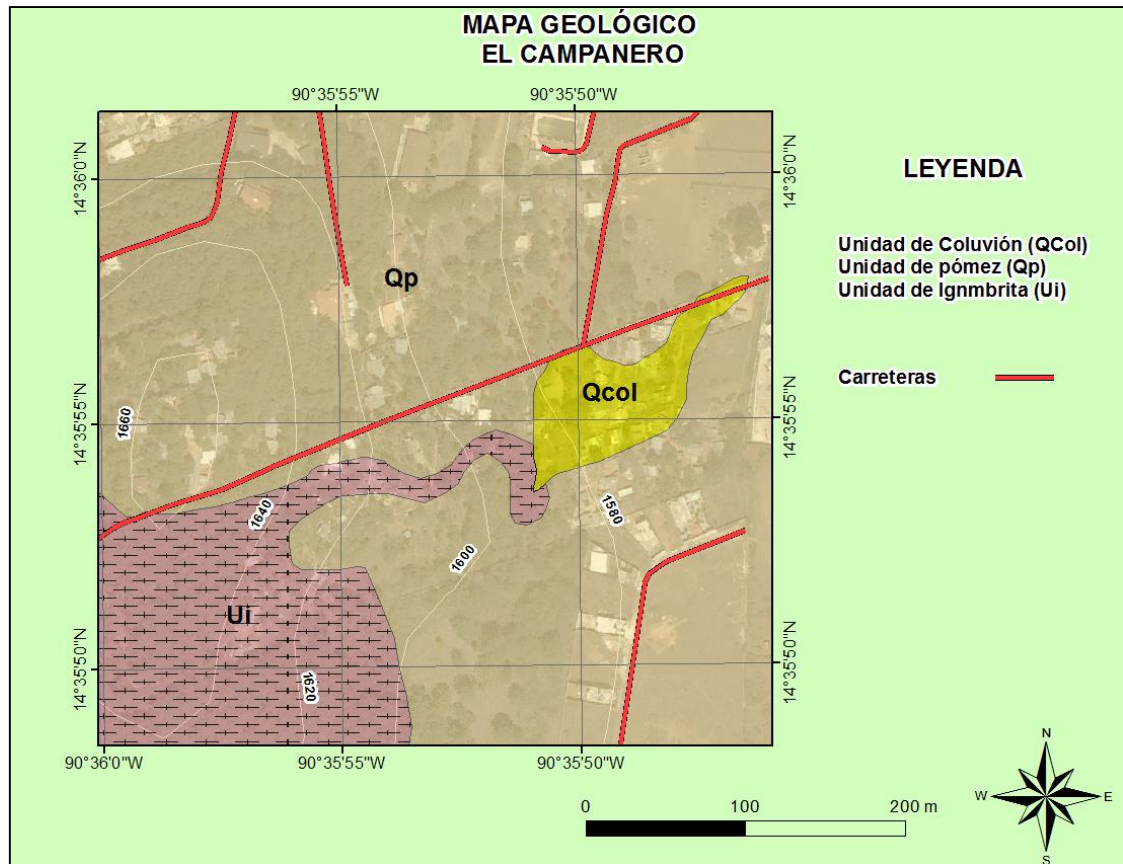 MAPA GEOLÓGICO
EL CAMPANERO
90°35'55"W
90°35'50"W
14°36'0"N
14°36'0"N
LEYENDA
Unidad de Coluvión (QCol)
Unidad de pómez (Qp)
Unidad de Ignmbrita (Ui)
Qp
Carreteras
Qcol
14°35'55"N
14°35'55"N
1660
1640
1580
1600
Ui
14°35'50"N
14°35'50"N
1620
90°36'0"W
90°35'55"W
90°35'50"W
N
W
E
S
0
100
200 m